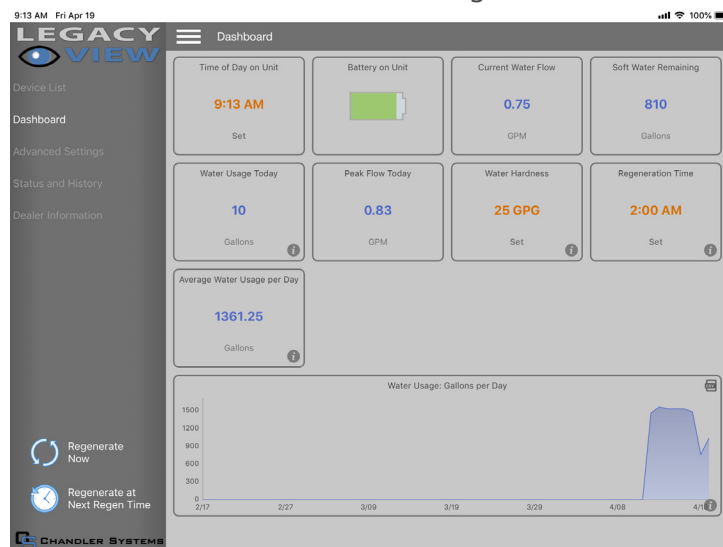 9:13 AM Fri Apr 19
100%
LEGACY
VIEW
Device List
Dashboard
Advanced Settings
Status and History
Dealer Information
Regenerate
Now
Regenerate at
Next Regen Time
CHANDLER SYSTEMS
Dashboard
Time of Day on Unit
9:13 AM
Set
Battery on Unit
Current Water Flow
0.75
GPM
Soft Water Remaining
810
Gallons
Water Usage Today
10
Gallons
Peak Flow Today
0.83
GPM
Water Hardness
25 GPG
Set
Regeneration Time
2:00 AM
Set
Average Water Usage per Day
1361.25
Gallons
Water Usage: Gallons per Day
1500
1200
900
600
300
0
2/17 2/27 3/09 3/19 3/29 4/08